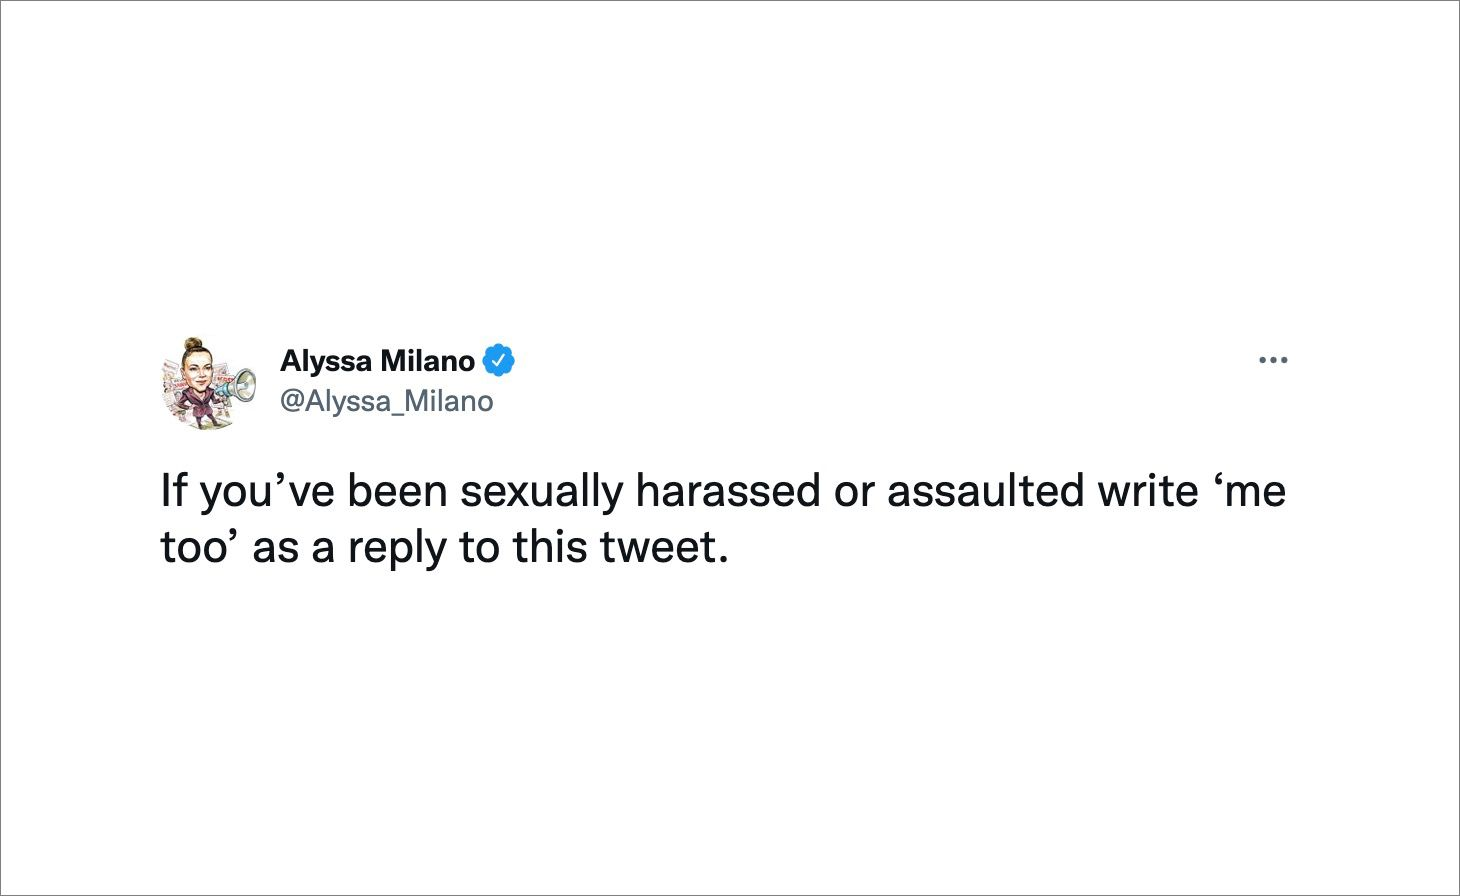 Alyssa Milano
@Alyssa_Milano
If you’ve been sexually harassed or assaulted write ‘me
too’ as a reply to this tweet.